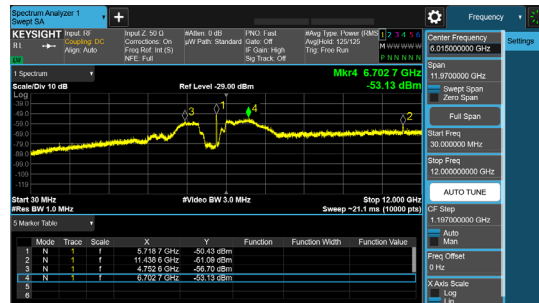 Spectrum Analyzer 1
Swept SA
Frequency
KEYSIGHT
Input: RF
Input Z: 50 Ω
#Atten: 0 dB
PNO: Fast
#Avg Type: Power (RMS
1 2 3 4 5 6
Coupling: DC
Corrections: On
µW Path: Standard
Gate: Off
Avg|Hold: 125/125
M W W W W W
R L
Align: Auto
Freq Ref: Int (S)
IF Gain: High
Trig: Free Run
NFE: Full
Sig Track: Off
P N N N N N
1 Spectrum
Mkr4 6.702 7 GHz
Scale/Div 10 dB
Ref Level -29.00 dBm
-53.13 dBm
Log
-39.0
-49.0
-59.0
-69.0
-79.0
-89.0
-99.0
-109
-119
3
1
4
2
Start 30 MHz
#Video BW 3.0 MHz
Stop 12.000 GHz
#Res BW 1.0 MHz
Sweep ~21.1 ms (10000 pts)
5 Marker Table
Mode Trace Scale X Y Function Function Width Function Value
1 N 1 f 5.718 7 GHz -50.43 dBm
2 N 1 f 11.438 6 GHz -61.09 dBm
3 N 1 f 4.752 6 GHz -56.70 dBm
4 N 1 f 6.702 7 GHz -53.13 dBm
5
6
Center Frequency
6.015000000 GHz
Settings
Span
11.9700000 GHz
Swept Span
Zero Span
Full Span
Start Freq
30.000000 MHz
Stop Freq
12.000000000 GHz
AUTO TUNE
CF Step
1.197000000 GHz
Auto
Man
Freq Offset
0 Hz
X Axis Scale
Log
Lin